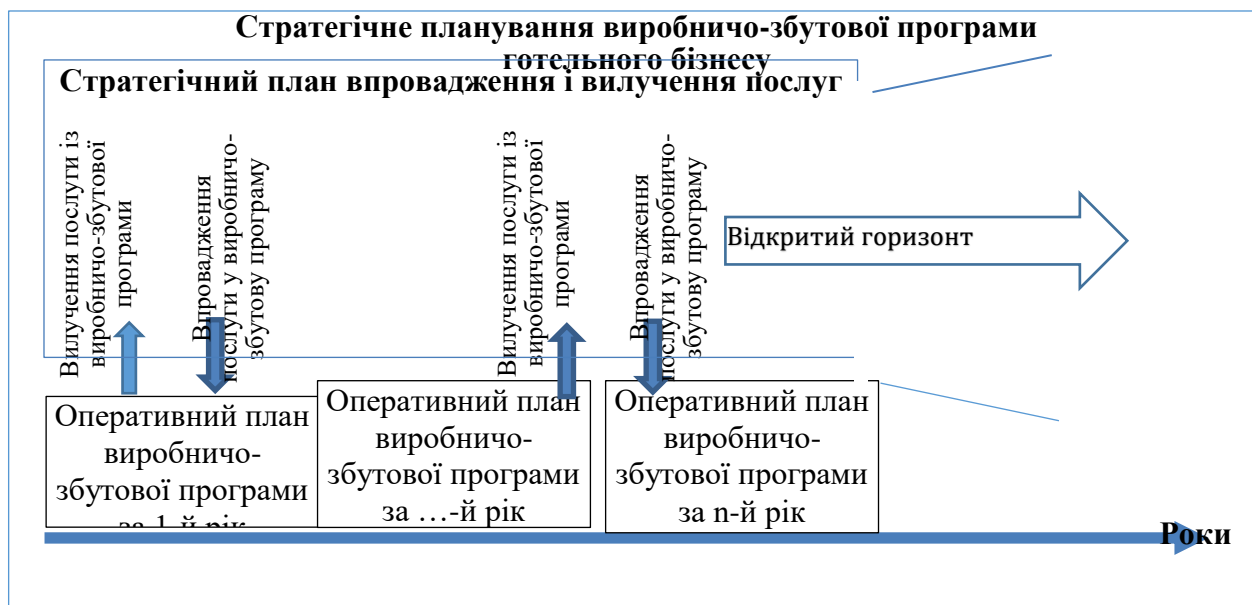 Стратегічне планування виробничо-збутової програми
готельного бізнесу
Стратегічний план впровадження і вилучення послуг
Вилучення послуги із
виробничо-збутової
програми
Впровадження
послуги у виробничо-
збутову програму
Вилучення послуги із
виробничо-збутової
програми
Впровадження
послуги у виробничо-
збутову програму
Відкритий горизонт
Оперативний план
виробничо-
збутової програми
за 1-й рік
Оперативний план
виробничо-
збутової програми
за …-й рік
Оперативний план
виробничо-
збутової програми
за n-й рік
Роки